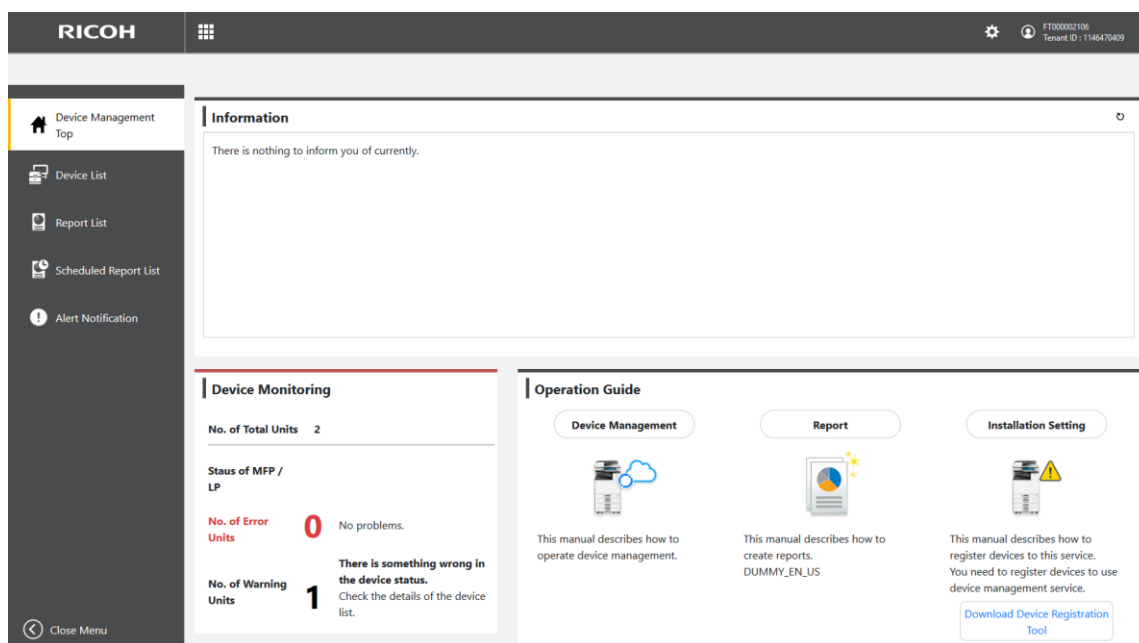 RICOH
FT000002106
Tenant ID : 1146470409
Device Management
Top
Device List
Report List
Scheduled Report List
Alert Notification
Close Menu
Information
There is nothing to inform you of currently.
Device Monitoring
No. of Total Units 2
Staus of MFP /
LP
No. of Error
Units
0
No problems.
No. of Warning
Units
1
There is something wrong in
the device status.
Check the details of the device
list.
Operation Guide
Device Management
This manual describes how to
operate device management.
Report
This manual describes how to
create reports.
DUMMY_EN_US
Installation Setting
This manual describes how to
register devices to this service.
You need to register devices to use
device management service.
Download Device Registration
Tool